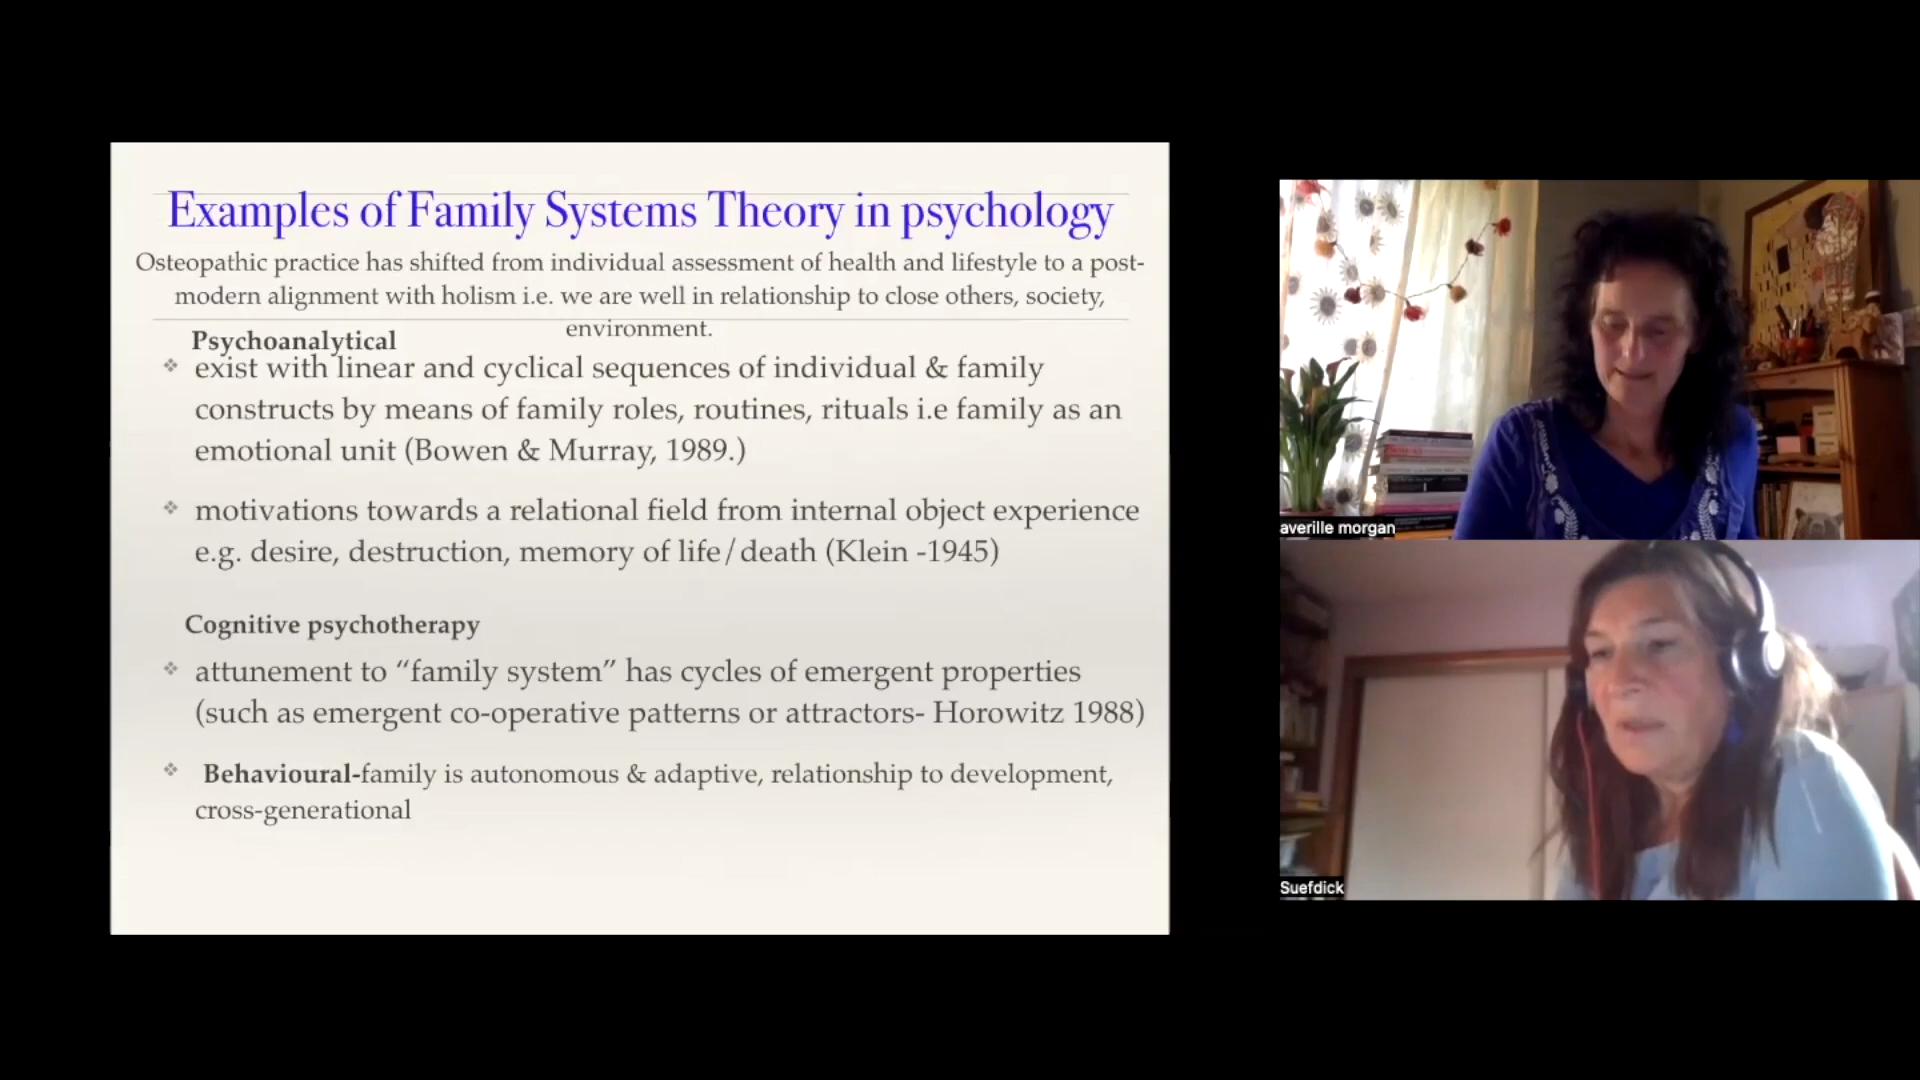 Examples of Family Systems Theory in psychology
Osteopathic practice has shifted from individual assessment of health and lifestyle to a post-
modern alignment with holism i.e. we are well in relationship to close others, society,
environment.
Psychoanalytical
❖ exist with linear and cyclical sequences of individual & family
constructs by means of family roles, routines, rituals i.e family as an
emotional unit (Bowen & Murray, 1989.)
❖ motivations towards a relational field from internal object experience
e.g. desire, destruction, memory of life/death (Klein -1945)
Cognitive psychotherapy
❖ attunement to “family system” has cycles of emergent properties
(such as emergent co-operative patterns or attractors- Horowitz 1988)
❖ Behavioural-family is autonomous & adaptive, relationship to development,
cross-generational
averille morgan
Suefdick